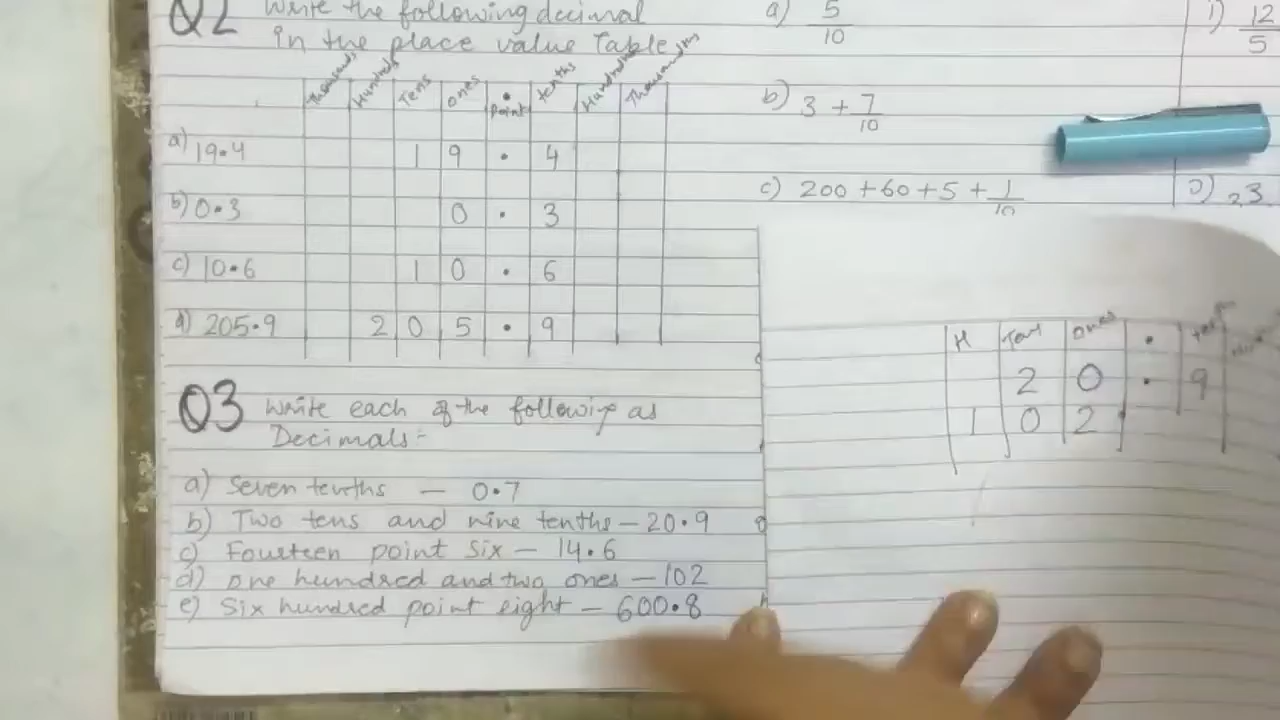 Q2 Write the following decimal
in the place value Table
Thousands Hundreds Tens Ones • Point tenths Hundredths Thousandths
a) 19.4 1 9 . 4
b) 0.3 0 . 3
c) 10.6 1 0 . 6
d) 205.9 2 0 5 . 9
Q3 Write each of the following as
Decimals:-
a) Seven tenths — 0.7
b) Two tens and nine tenths — 20.9
c) Fourteen point six — 14.6
d) one hundred and two ones — 102
e) Six hundred point eight — 600.8
a) 5/10
b) 3 + 7/10
c) 200 + 60 + 5 + 1/10
i) 12/5
23
H Tens Ones .
2 0 . 9
1 0 2